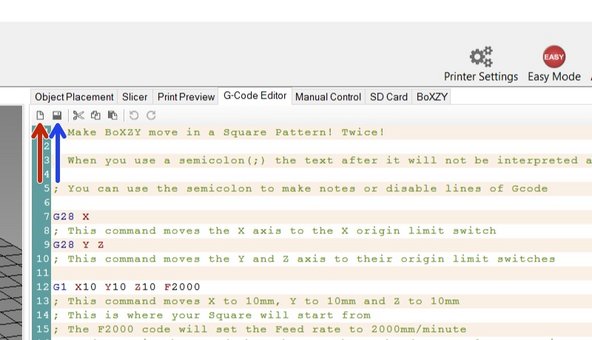 EASY
Printer Settings Easy Mode
Object Placement Slicer Print Preview G-Code Editor Manual Control SD Card BoXZY
Make BoXZY move in a Square Pattern! Twice!
2
3 When you use a semicolon(;) the text after it will not be interpreted a
4
5 ; You can use the semicolon to make notes or disable lines of Gcode
6
7 G28 X
8 ; This command moves the X axis to the X origin limit switch
9 G28 Y Z
10 ; This command moves the Y and Z axis to their origin limit switches
11
12 G1 X10 Y10 Z10 F2000
13 ; This command moves X to 10mm, Y to 10mm and Z to 10mm
14 ; This is where your Square will start from
15 ; The F2000 code will set the Feed rate to 2000mm/minute